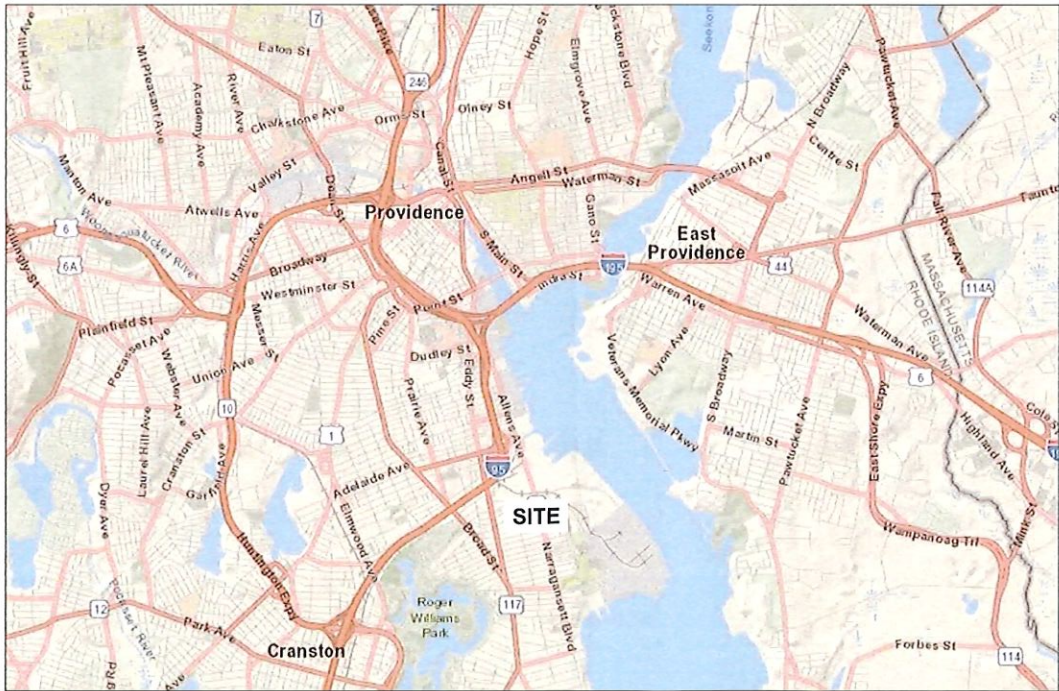 7
Fruit Hill Ave
Mt Pleasant Ave
Eaton St
River Ave
Academy Ave
Chalkstone Ave
246
Orms St
Olney St
Hope St
Elmgrove Ave
N Broadway
Pawtucket Ave
Centre St
Massasoit Ave
Angell St
Waterman St
Canal St
Gano St
Valley St
Dean St
Manton Ave
Atwells Ave
Woonasquatucket River
Harris Ave
Providence
6
6A
Killingly St
Broadway
Westminster St
S Main St
195
India St
East
Providence
44
Fall River Ave
114A
MASSACHUSETTS
RHODE ISLAND
Warren Ave
Waterman Ave
6
Plainfield St
Pocasset Ave
Webster Ave
Messer St
Union Ave
Pine St
Point St
Dudley St
Eddy St
Prairie Ave
Allens Ave
Lyon Ave
Veterans Memorial Pkwy
S Broadway
Martin St
Pawtucket Ave
East Shore Expy
Highland Ave
10
1
Laurel Hill Ave
Cranston St
Garfield Ave
Dyer Ave
Adelaide Ave
95
SITE
Elmwood Ave
Broad St
Huntington Expy
Narragansett Blvd
Wampanoag Trl
Mink St
12
Pocasset River
Park Ave
Roger
Williams
Park
117
Cranston
Forbes St
114